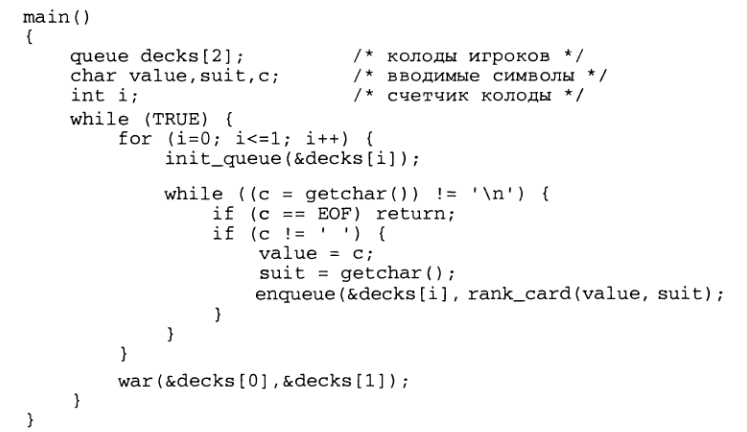 main()
{
    queue decks[2];          /* колоды игроков */
    char value,suit,c;       /* вводимые символы */
    int i;                   /* счетчик колоды */
    while (TRUE) {
        for (i=0; i<=1; i++) {
            init_queue(&decks[i]);
            while ((c = getchar()) != '\n') {
                if (c == EOF) return;
                if (c != ' ') {
                    value = c;
                    suit = getchar();
                    enqueue(&decks[i], rank_card(value, suit);
                }
            }
        }
        war(&decks[0],&decks[1]);
    }
}